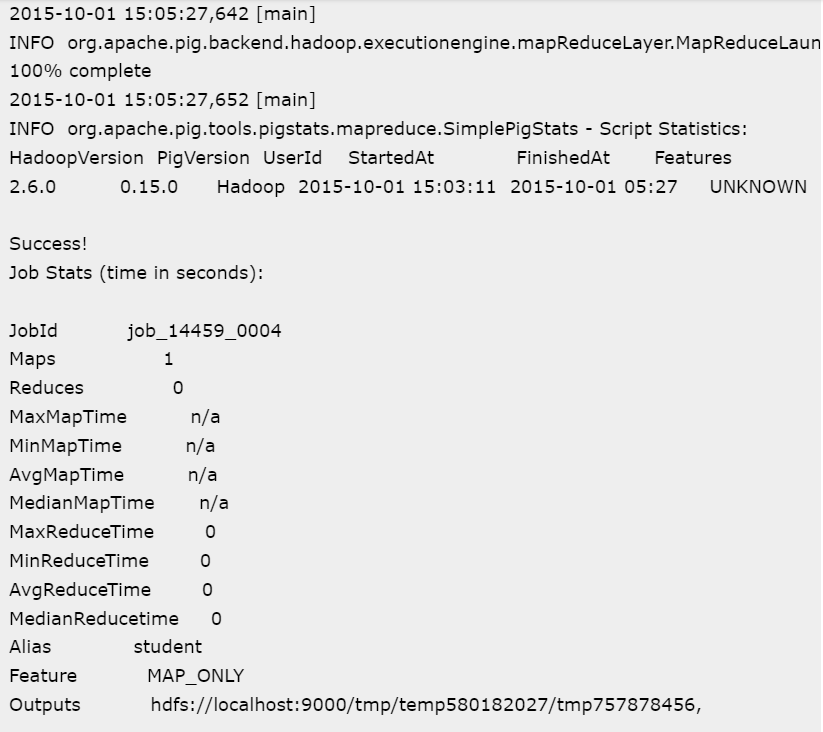 2015-10-01 15:05:27,642 [main]
INFO  org.apache.pig.backend.hadoop.executionengine.mapReduceLayer.MapReduceLaun
100% complete
2015-10-01 15:05:27,652 [main]
INFO  org.apache.pig.tools.pigstats.mapreduce.SimplePigStats - Script Statistics:
HadoopVersion  PigVersion  UserId    StartedAt             FinishedAt       Features
2.6.0          0.15.0      Hadoop  2015-10-01 15:03:11  2015-10-01 05:27     UNKNOWN
Success!
Job Stats (time in seconds):
JobId           job_14459_0004
Maps                 1
Reduces              0
MaxMapTime          n/a
MinMapTime          n/a
AvgMapTime          n/a
MedianMapTime       n/a
MaxReduceTime        0
MinReduceTime        0
AvgReduceTime        0
MedianReducetime     0
Alias             student
Feature           MAP_ONLY
Outputs           hdfs://localhost:9000/tmp/temp580182027/tmp757878456,